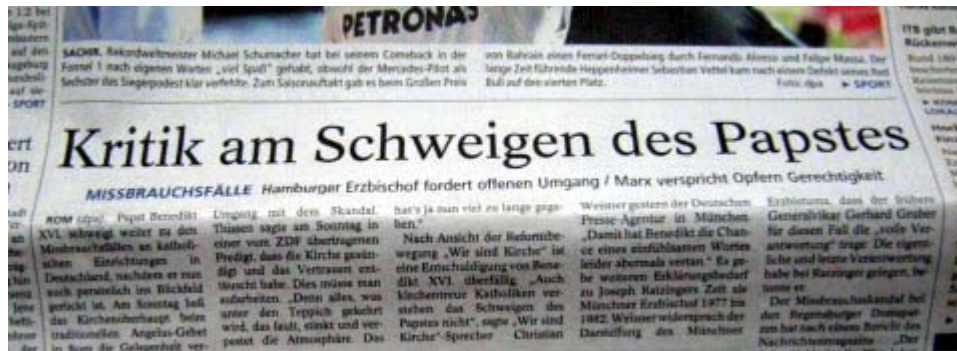 PETRONAS
SACHER. Rekordweltmeister Michael Schumacher hat bei seinem Comeback in der
Formel 1 nach eigenen Worten „viel Spaß" gehabt, obwohl der Mercedes-Pilot als
Sechster das Siegerpodest klar verfehlte. Zum Saisonauftakt gab es beim Großen Preis
von Bahrain einen Ferrari-Doppelsieg durch Fernando Alonso und Felipe Massa. Der
lange Zeit führende Heppenheimer Sebastian Vettel kam nach einem Defekt seines Red
Bull auf den vierten Platz. Foto: dpa ▸ SPORT
Kritik am Schweigen des Papstes
MISSBRAUCHSFÄLLE Hamburger Erzbischof fordert offenen Umgang / Marx verspricht Opfern Gerechtigkeit
ROM (dpa). Papst Benedikt
XVI. schweigt weiter zu den
Missbrauchsfällen an katholi-
schen Einrichtungen in
Deutschland, nachdem er nun
auch persönlich ins Blickfeld
gerückt ist. Am Sonntag ließ
das Kirchenoberhaupt beim
traditionellen Angelus-Gebet
in Rom die Gelegenheit ver-
Umgang mit dem Skandal.
Thissen sagte am Sonntag in
einer vom ZDF übertragenen
Predigt, dass die Kirche gesün-
digt und das Vertrauen ent-
täuscht habe. Dies müsse man
aufarbeiten. „Denn alles, was
unter den Teppich gekehrt
wird, das fault, stinkt und ver-
pestet die Atmosphäre. Das
hat's ja nun viel zu lange gege-
ben."
Nach Ansicht der Reformbe-
wegung „Wir sind Kirche" ist
eine Entschuldigung von Bene-
dikt XVI. überfällig. „Auch
kirchentreue Katholiken ver-
stehen das Schweigen des
Papstes nicht", sagte „Wir sind
Kirche"-Sprecher Christian
Weisner gestern der Deutschen
Presse-Agentur in München.
„Damit hat Benedikt die Chan-
ce eines einfühlsamen Wortes
leider abermals vertan." Es ge-
be weiteren Erklärungsbedarf
zu Joseph Ratzingers Zeit als
Münchner Erzbischof 1977 bis
1982. Weisner widersprach der
Darstellung des Münchner
Erzbistums, dass der frühere
Generalvikar Gerhard Gruber
für diesen Fall die „volle Ver-
antwortung" trage. Die eigent-
liche und letzte Verantwortung
habe bei Ratzinger gelegen, be-
tonte er.
Der Missbrauchsskandal bei
den Regensburger Domspat-
zen hat nach einem Bericht des
Nachrichtenmagazins „Der